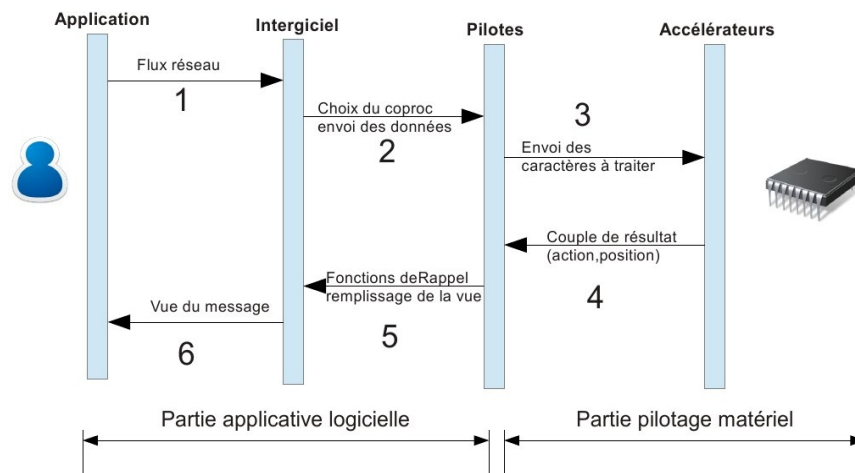 Application
Intergiciel
Pilotes
Accélérateurs
Flux réseau
1
Choix du coproc
envoi des données
2
3
Envoi des
caractères à traiter
Couple de résultat
(action,position)
4
Fonctions deRappel
remplissage de la vue
5
Vue du message
6
Partie applicative logicielle
Partie pilotage matériel